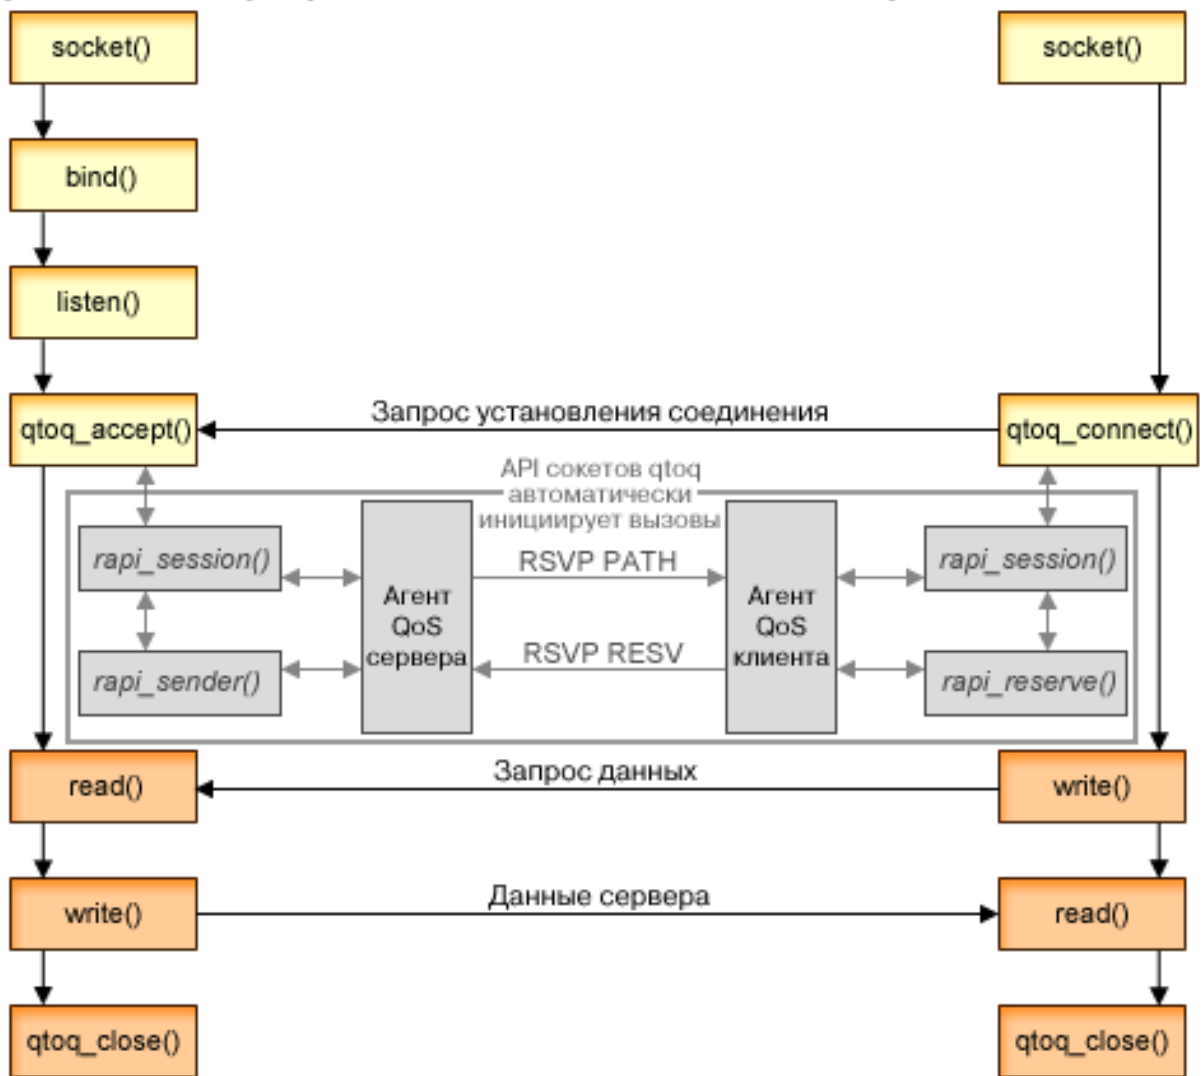 socket()
socket()
bind()
listen()
qtoq_accept()
Запрос установления соединения
qtoq_connect()
API сокетов qtoq
автоматически
инициирует вызовы
rapi_session()
RSVP PATH
rapi_session()
Агент
QoS
сервера
Агент
QoS
клиента
rapi_sender()
RSVP RESV
rapi_reserve()
read()
Запрос данных
write()
write()
Данные сервера
read()
qtoq_close()
qtoq_close()